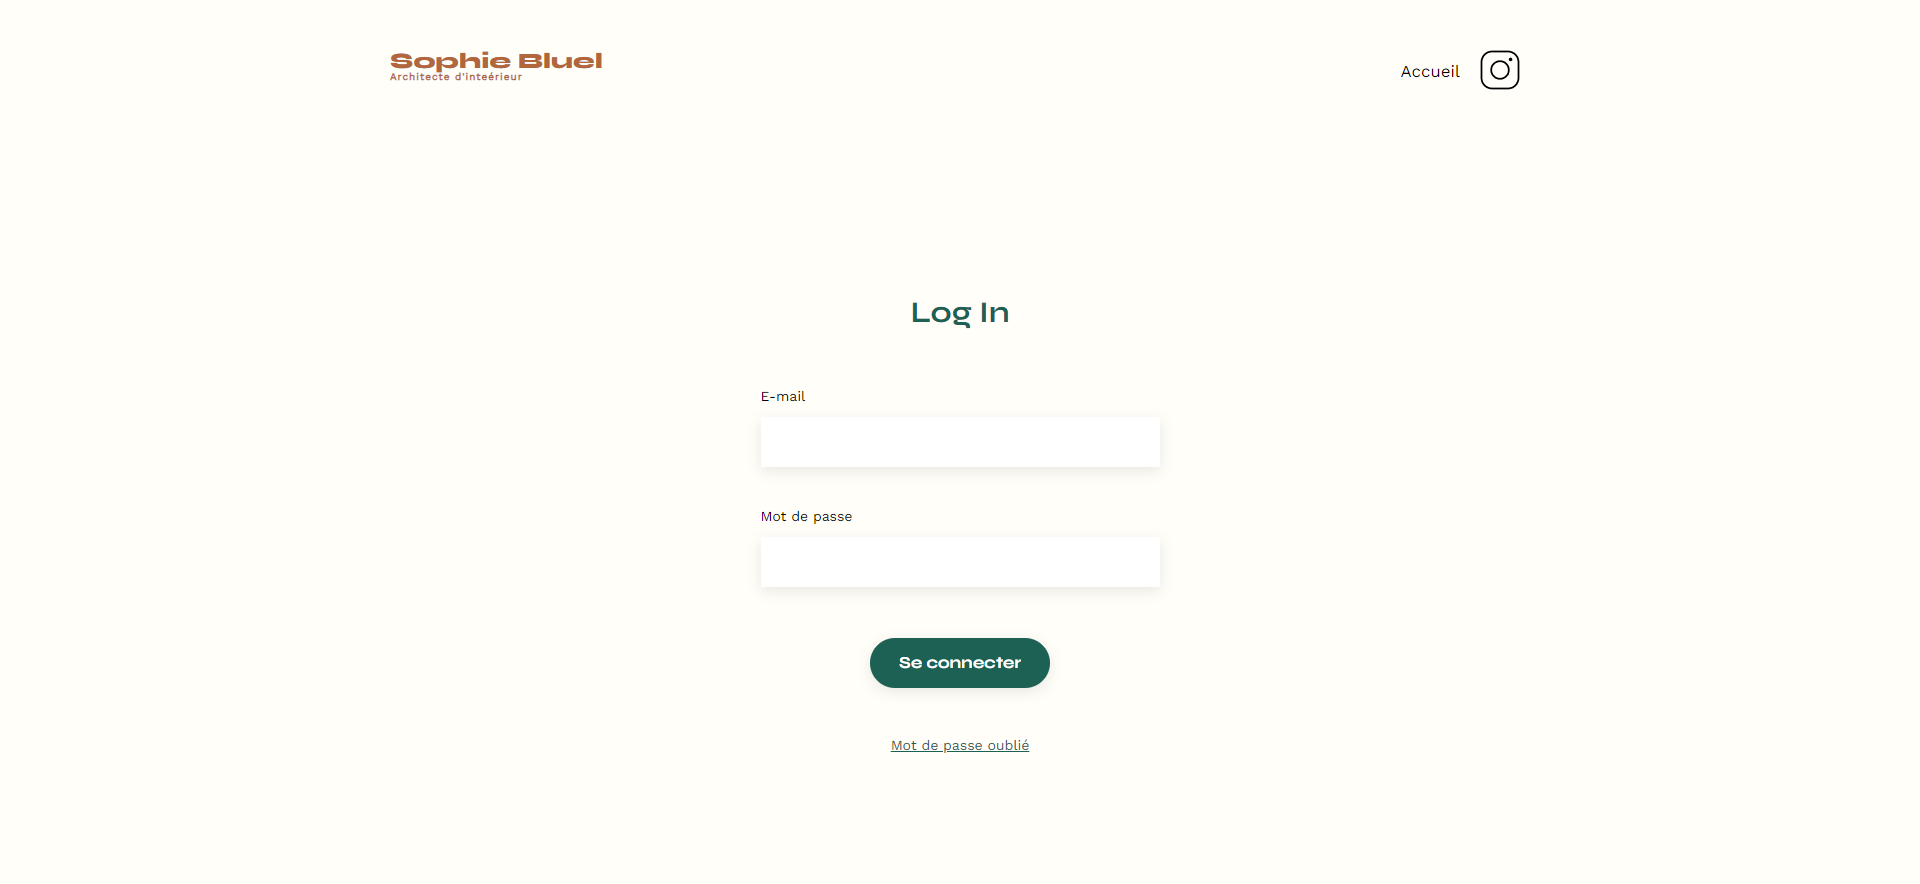 Sophie Bluel
Architecte d'inteérieur
Accueil
Log In
E-mail
Mot de passe
Se connecter
Mot de passe oublié